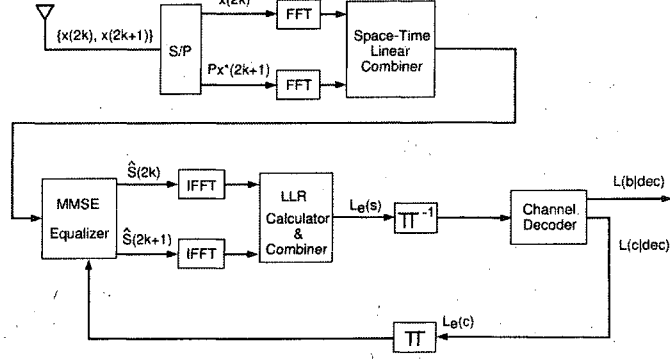 x(2k)
FFT
{x(2k), x(2k+1)}
S/P
Space-Time
Linear
Combiner
Px*(2k+1)
FFT
Ŝ(2k)
IFFT
MMSE
Equalizer
LLR
Calculator
&
Combiner
Le(s)
π⁻¹
Channel
Decoder
L(b|dec)
Ŝ(2k+1)
IFFT
L(c|dec)
π
Le(c)